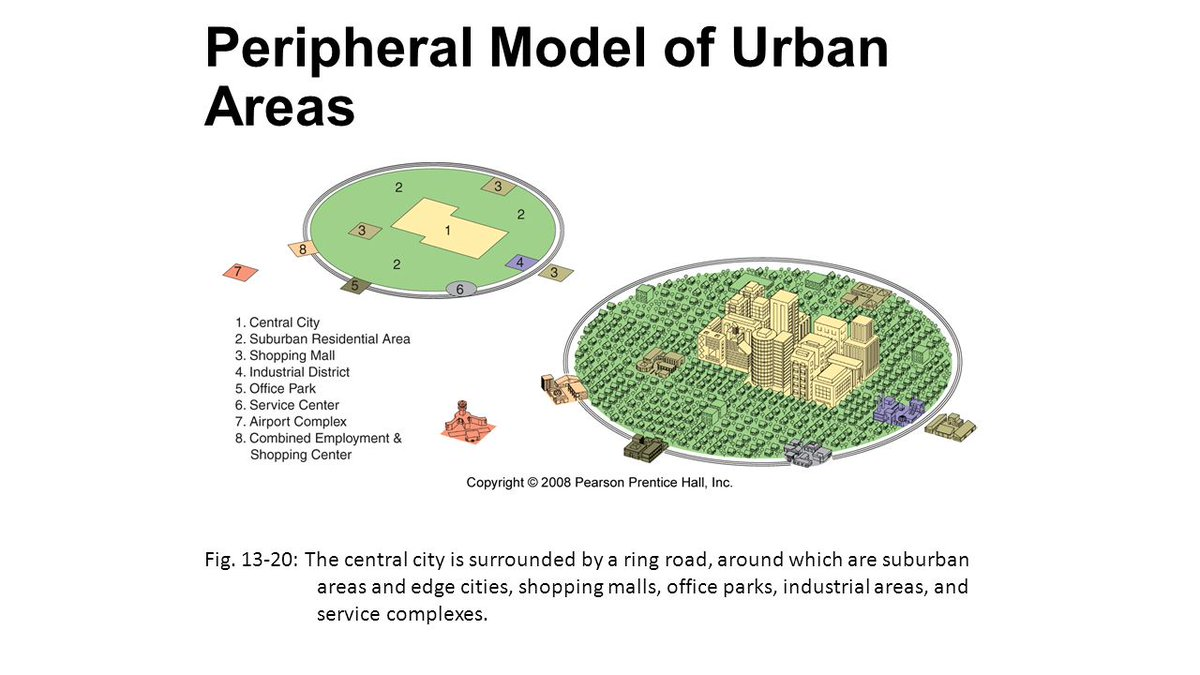 Peripheral Model of Urban
Areas
2
3
2
3
1
8
2
4
7
3
5
6
1. Central City
2. Suburban Residential Area
3. Shopping Mall
4. Industrial District
5. Office Park
6. Service Center
7. Airport Complex
8. Combined Employment &
Shopping Center
Copyright © 2008 Pearson Prentice Hall, Inc.
Fig. 13-20: The central city is surrounded by a ring road, around which are suburban
areas and edge cities, shopping malls, office parks, industrial areas, and
service complexes.